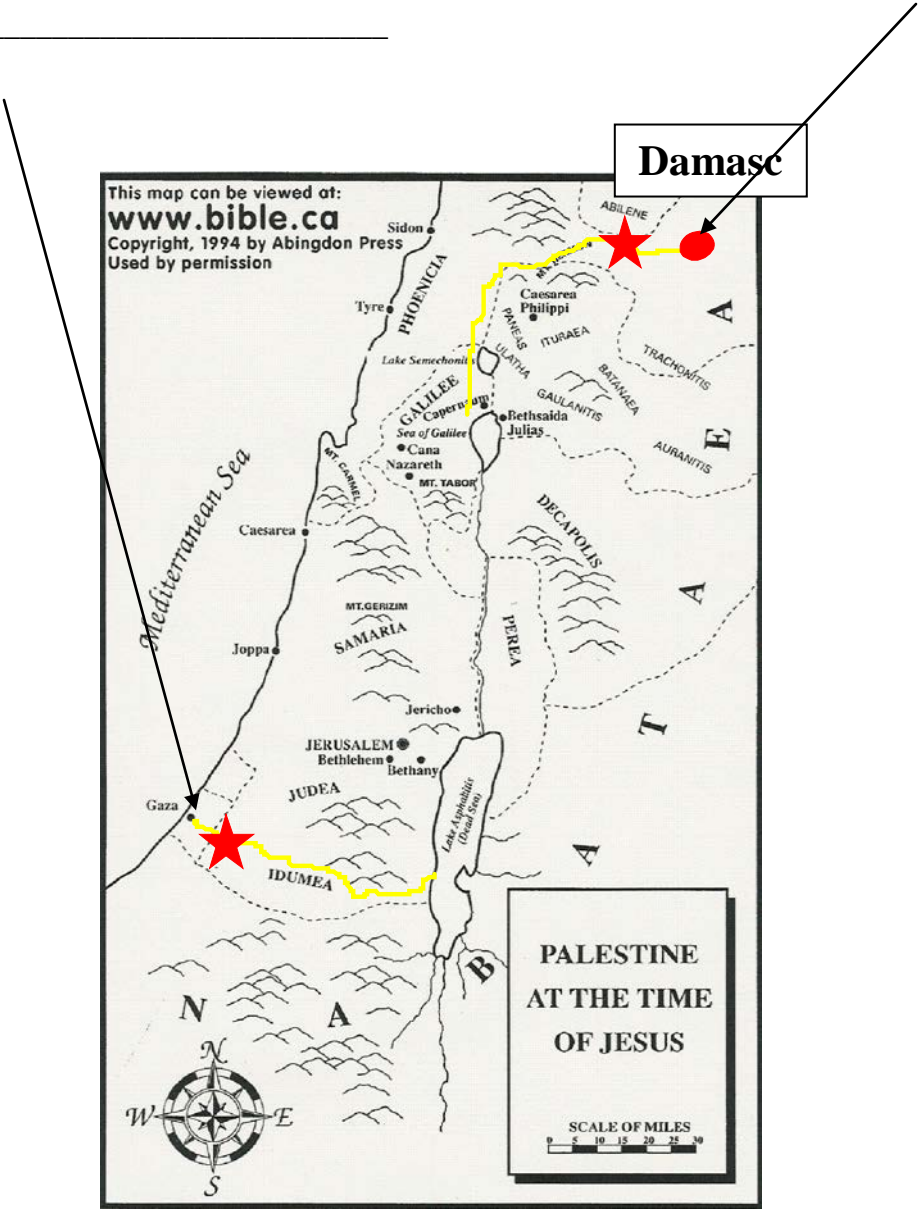 Damasc
This map can be viewed at:
www.bible.ca
Copyright, 1994 by Abingdon Press
Used by permission
ABILENE
Sidon
PHOENICIA
Caesarea
Philippi
Tyre
PANEAS
ITURAEA
A
ULATHA
TRACHONITIS
Lake Semechonitis
BATANAEA
GALILEE
GAULANITIS
Capernaum
Bethsaida
Julias
E
Sea of Galilee
Cana
AURANITIS
Nazareth
MT. CARMEL
MT. TABOR
Mediterranean Sea
DECAPOLIS
Caesarea
A
MT.GERIZIM
SAMARIA
PEREA
Joppa
Jericho
T
JERUSALEM
Bethlehem
Bethany
JUDEA
Lake Asphaltitis
(Dead Sea)
Gaza
A
IDUMEA
B
N
A
PALESTINE
AT THE TIME
OF JESUS
N
W
E
S
SCALE OF MILES
0 5 10 15 20 25 30